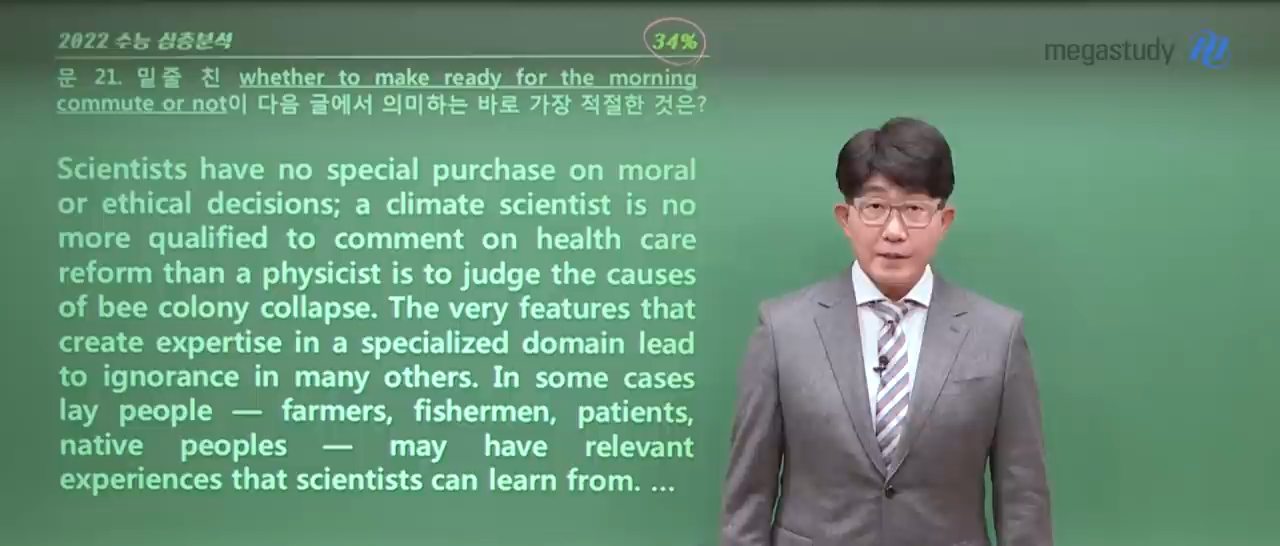 2022 수능 심층분석
34%
megastudy
문 21. 밑줄 친 whether to make ready for the morning
commute or not이 다음 글에서 의미하는 바로 가장 적절한 것은?
Scientists have no special purchase on moral
or ethical decisions; a climate scientist is no
more qualified to comment on health care
reform than a physicist is to judge the causes
of bee colony collapse. The very features that
create expertise in a specialized domain lead
to ignorance in many others. In some cases
lay people — farmers, fishermen, patients,
native peoples — may have relevant
experiences that scientists can learn from. ...